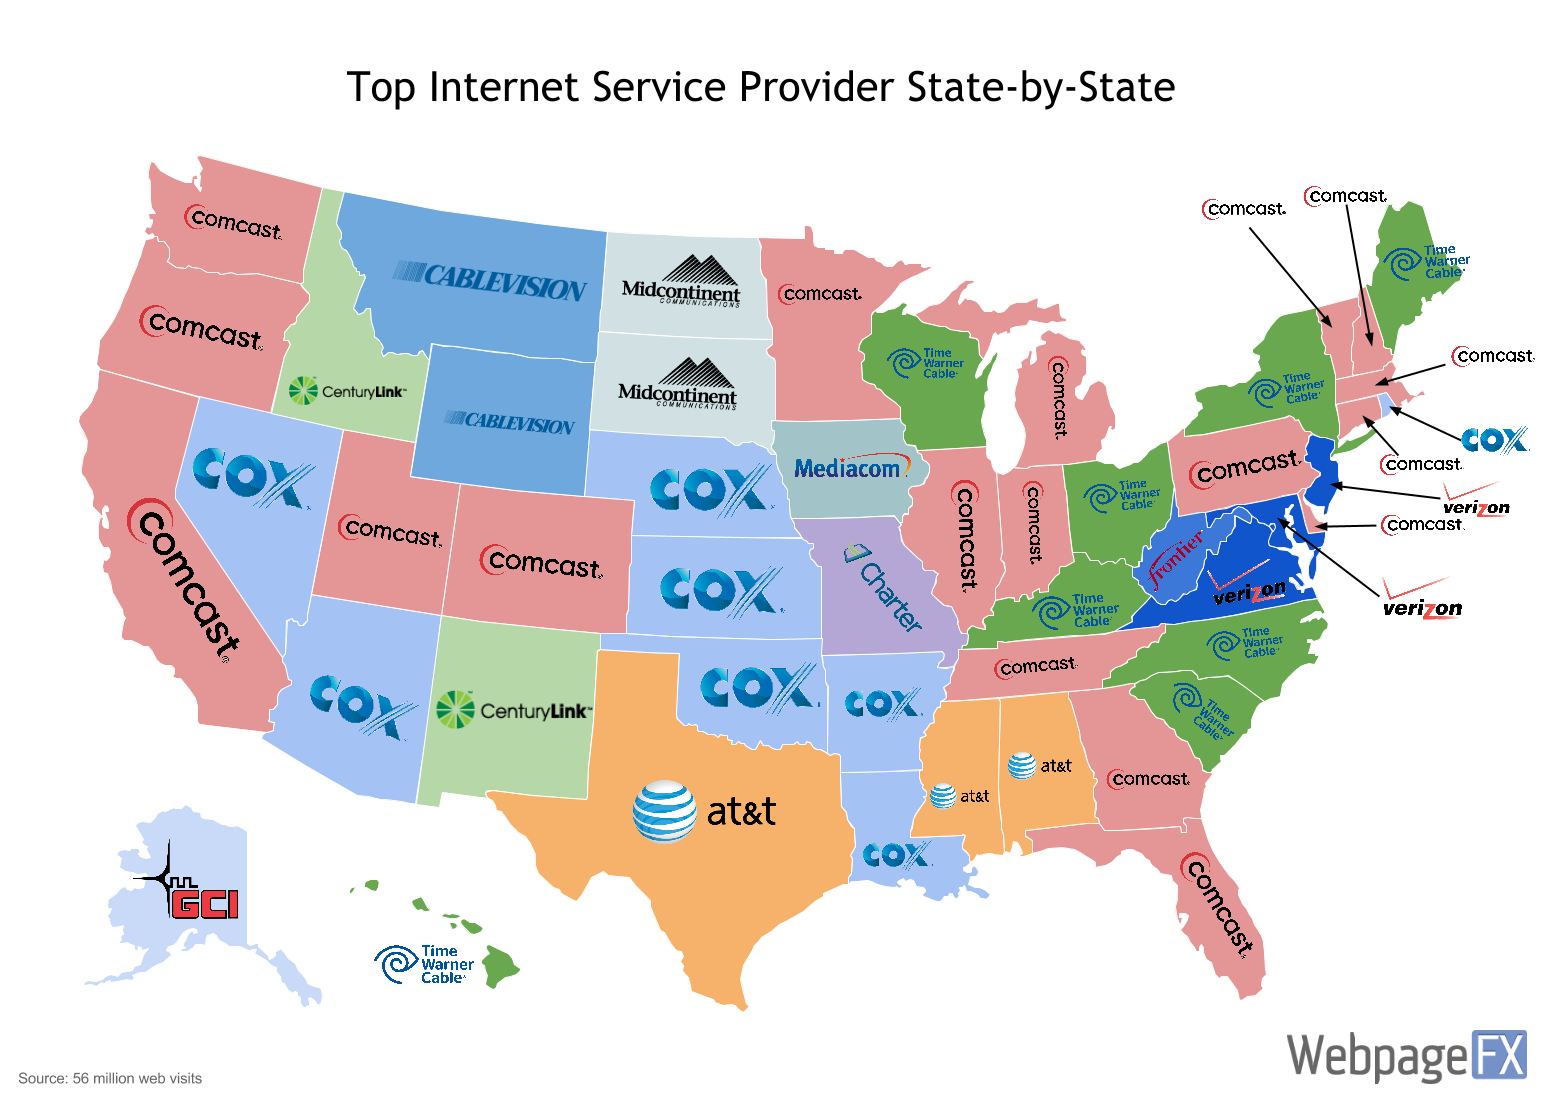 Top Internet Service Provider State-by-State
comcast.
comcast.
comcast.
Time
Warner
Cable
comcast.
CABLEVISION
Midcontinent
COMMUNICATIONS
comcast.
comcast.
Time
Warner
Cable
comcast.
comcast.
Midcontinent
COMMUNICATIONS
CenturyLink™
CABLEVISION
Time
Warner
Cable
COX
comcast.
COX
COX
Mediacom
comcast.
comcast.
comcast.
Time
Warner
Cable
comcast.
verizon
comcast.
comcast.
comcast.
frontier
COX
Charter
verizon
verizon
Time
Warner
Cable
Time
Warner
Cable
comcast.
COX
CenturyLink™
COX
COX
Time
Warner
Cable
at&t
at&t
at&t
comcast.
COX
comcast.
GCI
Time
Warner
Cable
WebpageFX
Source: 56 million web visits